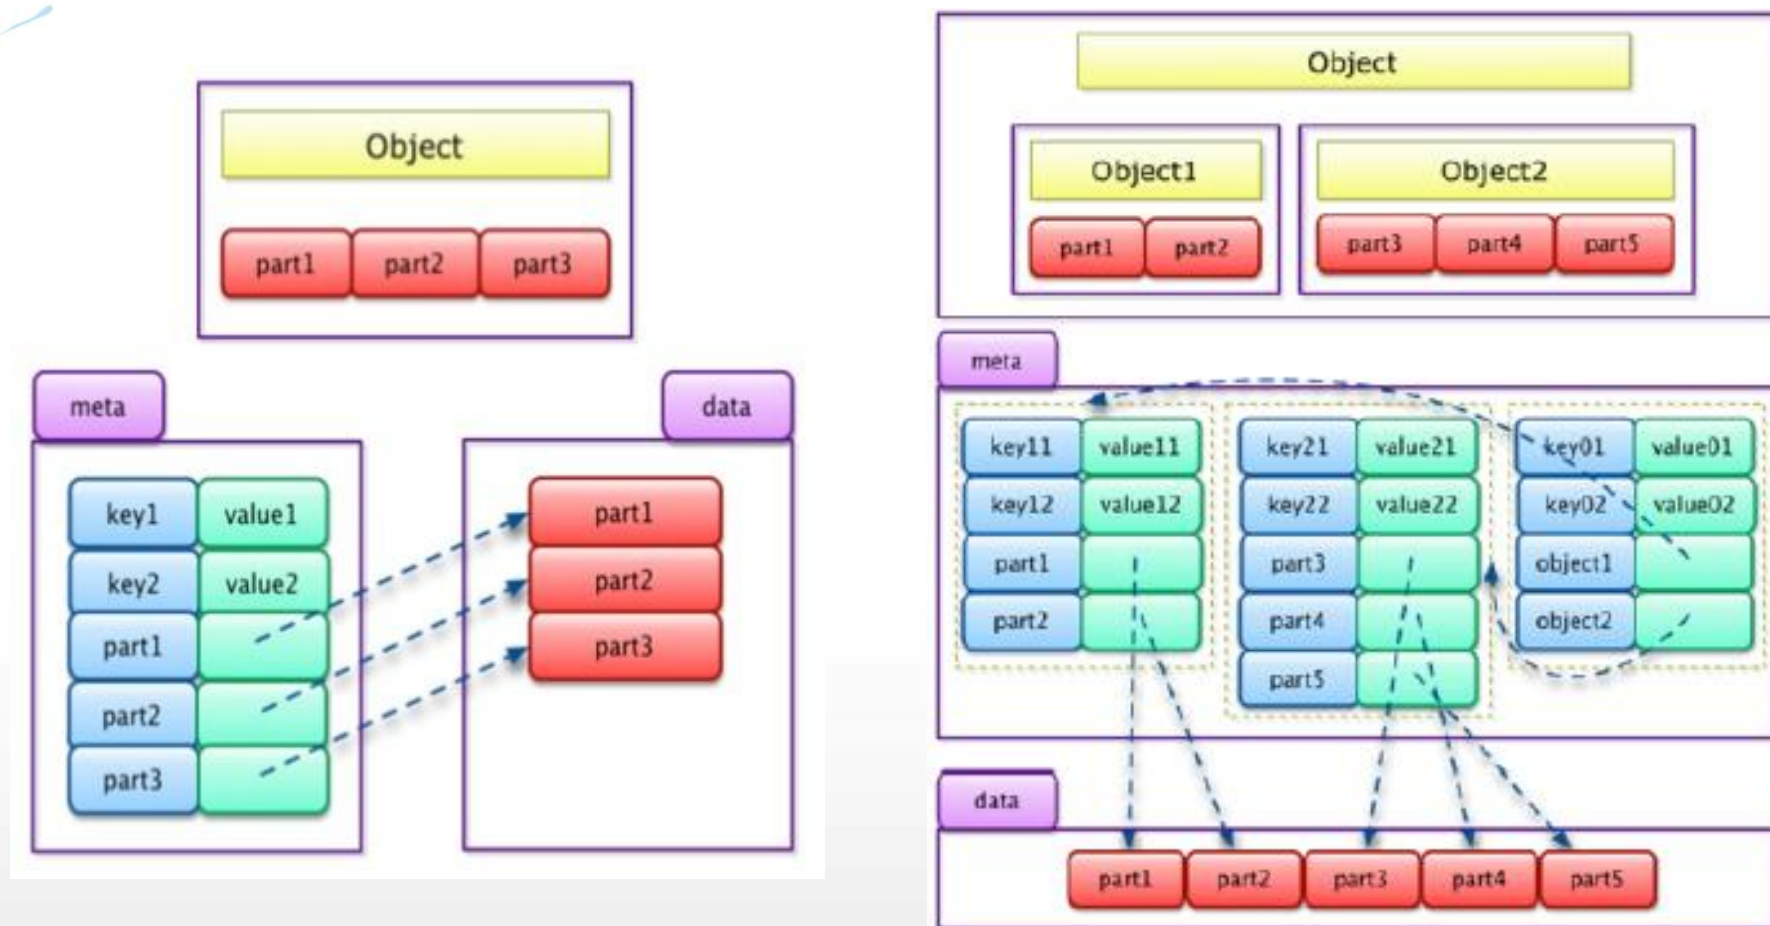 Object
part1 part2 part3
meta
key1 value1
key2 value2
part1
part2
part3
data
part1
part2
part3
Object
Object1
part1 part2
Object2
part3 part4 part5
meta
key11 value11
key12 value12
part1
part2
key21 value21
key22 value22
part3
part4
part5
key01 value01
key02 value02
object1
object2
data
part1 part2 part3 part4 part5